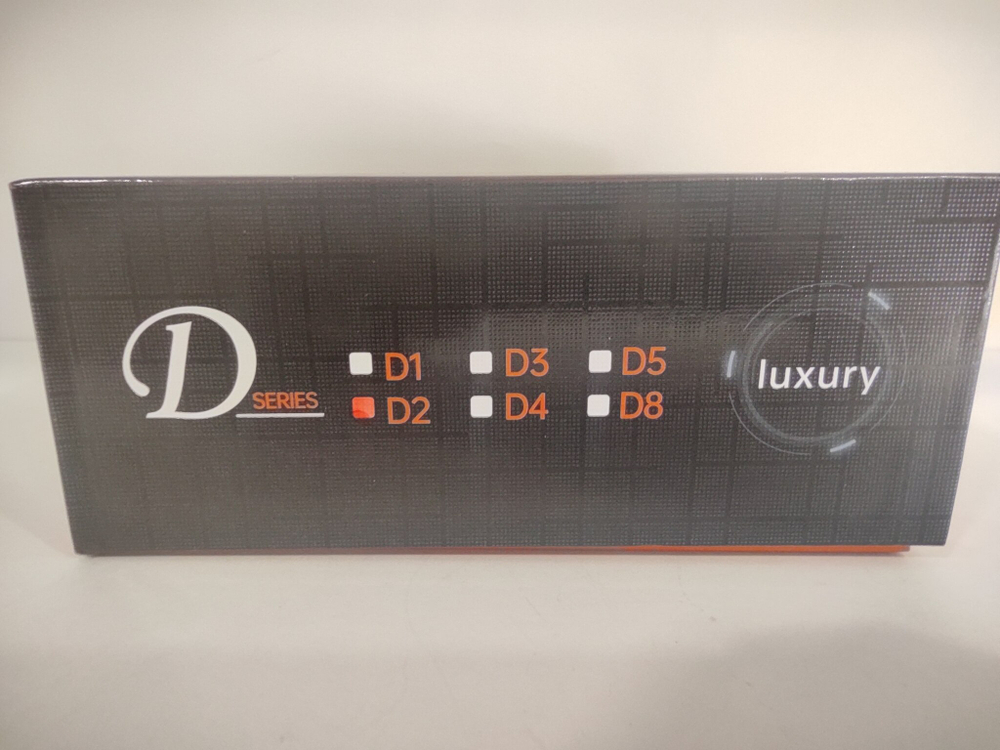 D SERIES
D1 D3 D5
D2 D4 D8
luxury